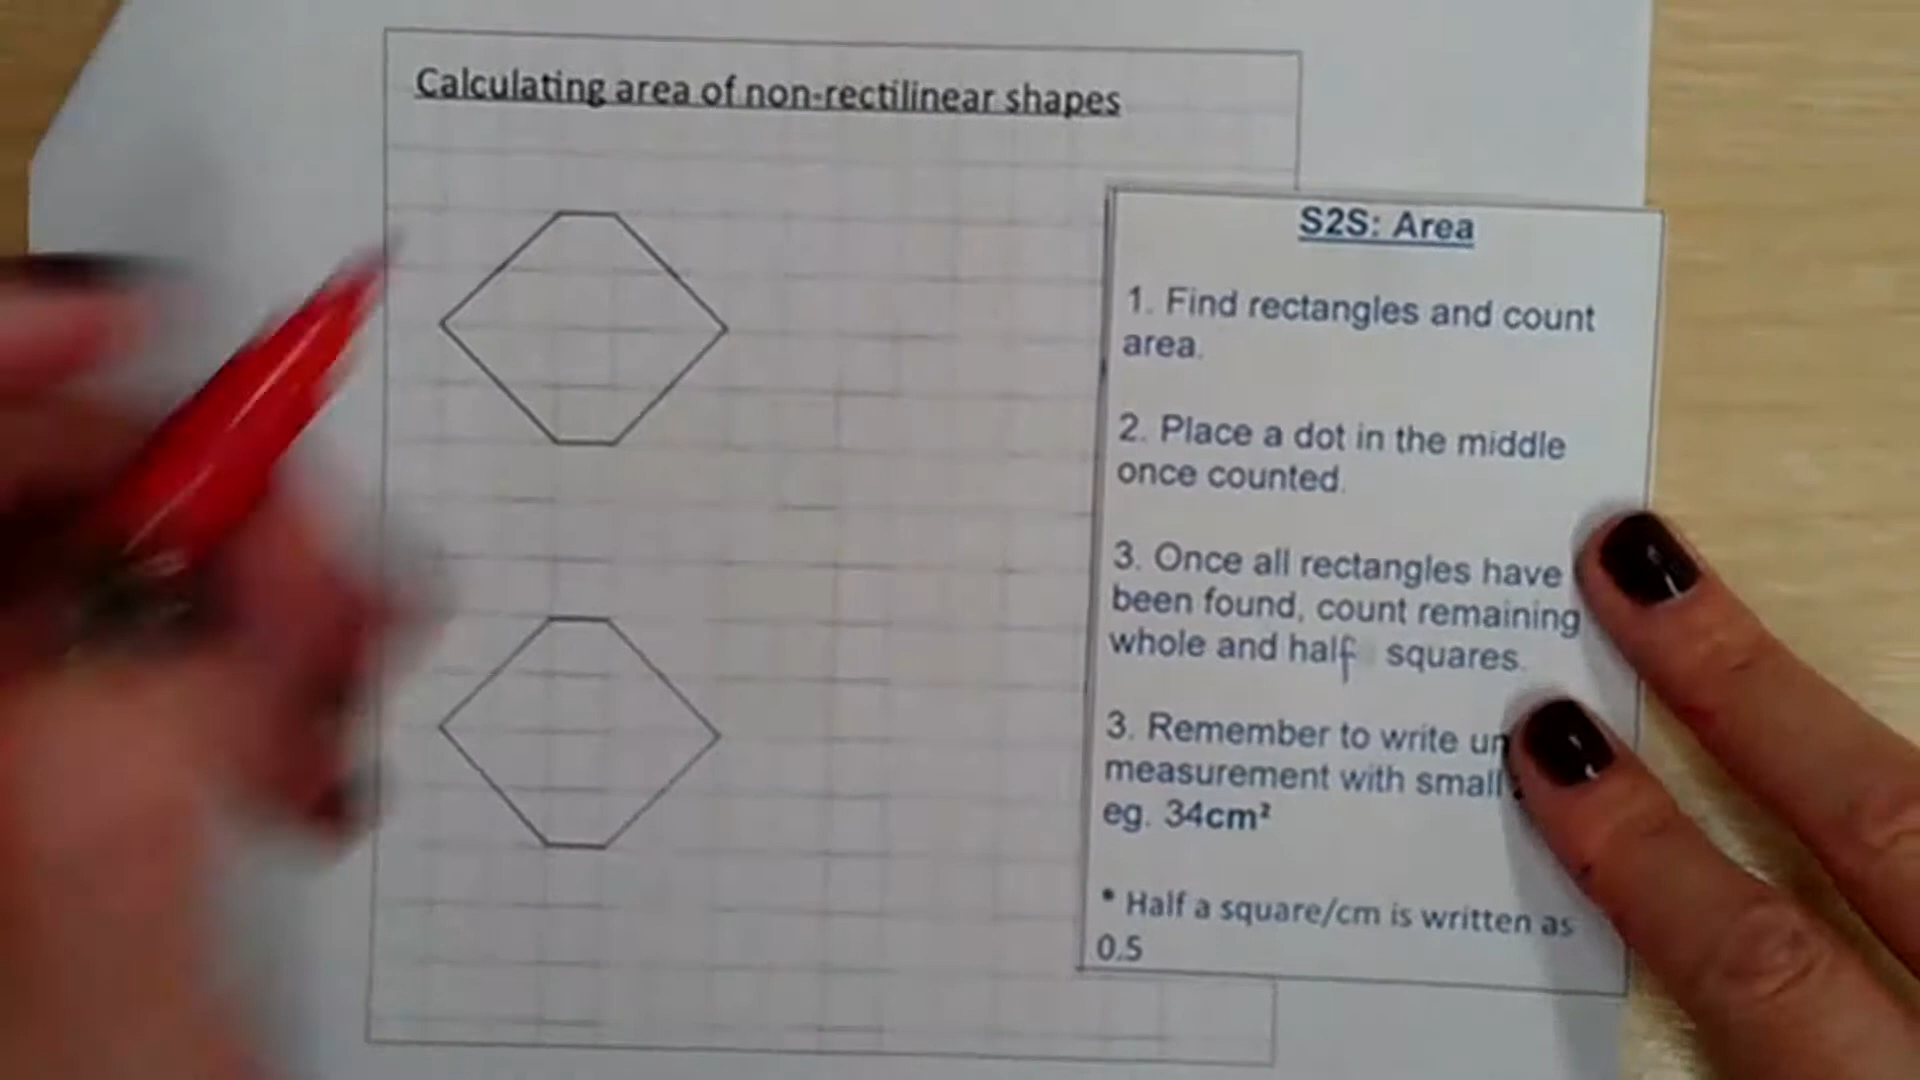 Calculating area of non-rectilinear shapes
S2S: Area
1. Find rectangles and count
area.
2. Place a dot in the middle
once counted.
3. Once all rectangles have
been found, count remaining
whole and half squares.
3. Remember to write
measurement with small
eg. 34cm²
* Half a square/cm is written as
0.5